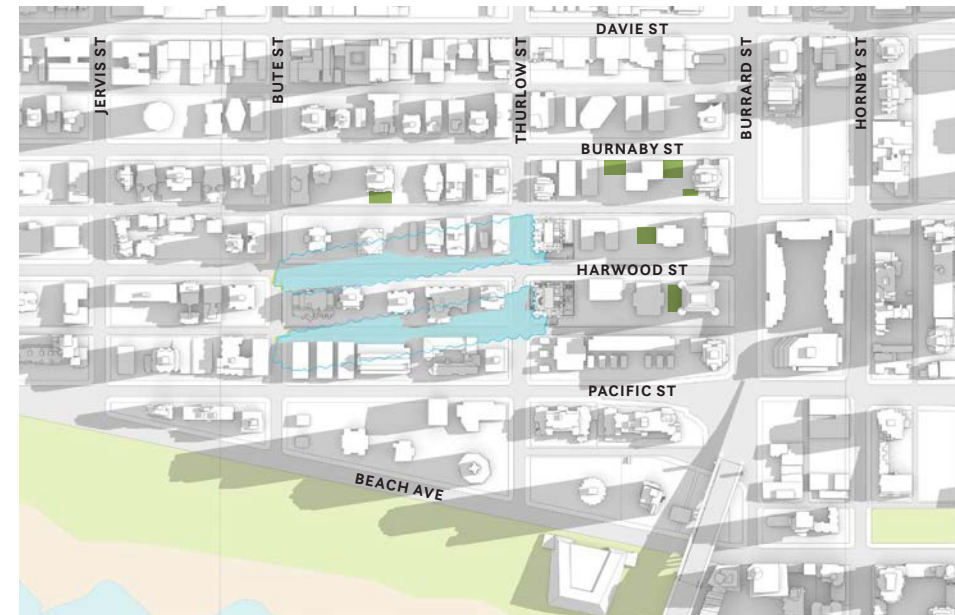 DAVIE ST
JERVIS ST
BUTE ST
THURLOW ST
BURRARD ST
HORNBY ST
BURNABY ST
HARWOOD ST
PACIFIC ST
BEACH AVE